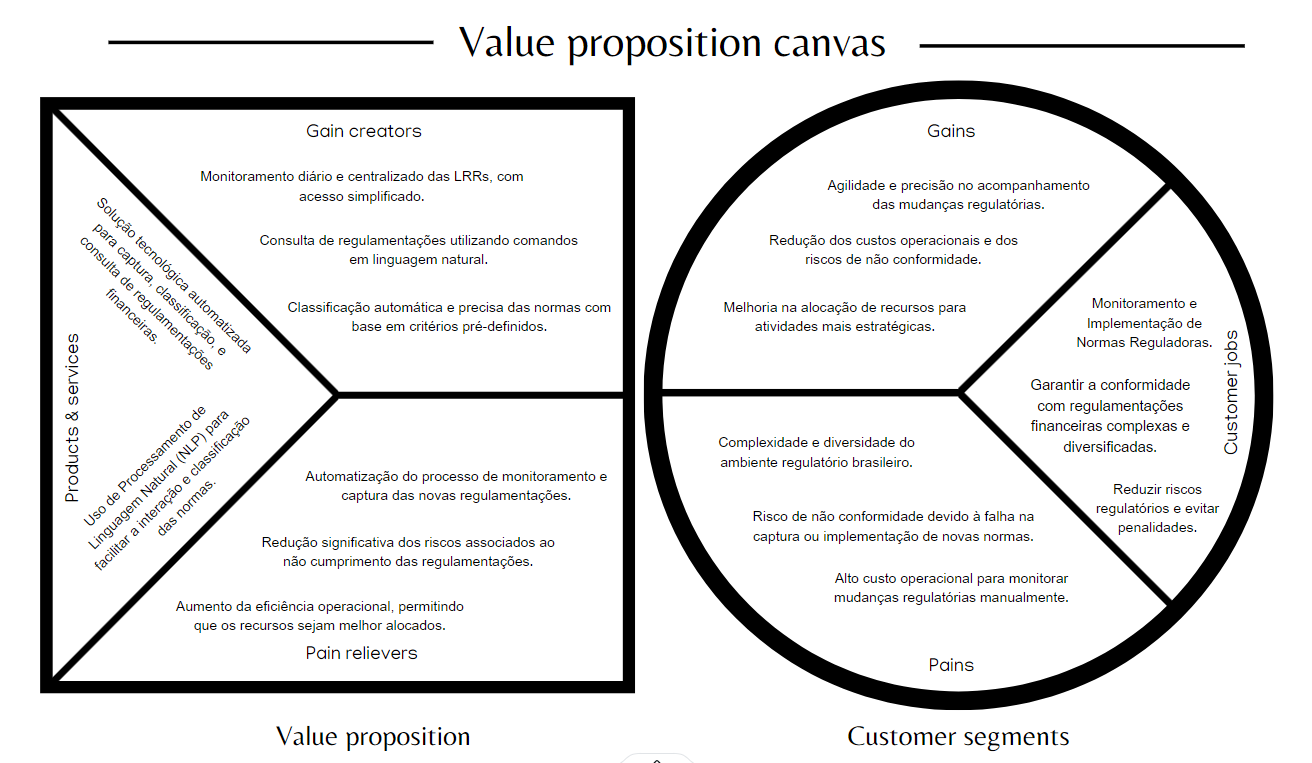 Value proposition canvas
Gain creators
Monitoramento diário e centralizado das LRRs, com
acesso simplificado.
Consulta de regulamentações utilizando comandos
em linguagem natural.
Classificação automática e precisa das normas com
base em critérios pré-definidos.
Products & services
Solução tecnológica automatizada
para captura, classificação, e
consulta de regulamentações
financeiras.
Uso de Processamento de
Linguagem Natural (NLP) para
facilitar a interação e classificação
das normas.
Automatização do processo de monitoramento e
captura das novas regulamentações.
Redução significativa dos riscos associados ao
não cumprimento das regulamentações.
Aumento da eficiência operacional, permitindo
que os recursos sejam melhor alocados.
Pain relievers
Value proposition
Gains
Agilidade e precisão no acompanhamento
das mudanças regulatórias.
Redução dos custos operacionais e dos
riscos de não conformidade.
Melhoria na alocação de recursos para
atividades mais estratégicas.
Monitoramento e
Implementação de
Normas Reguladoras.
Garantir a conformidade
com regulamentações
financeiras complexas e
diversificadas.
Reduzir riscos
regulatórios e evitar
penalidades.
Customer jobs
Complexidade e diversidade do
ambiente regulatório brasileiro.
Risco de não conformidade devido à falha na
captura ou implementação de novas normas.
Alto custo operacional para monitorar
mudanças regulatórias manualmente.
Pains
Customer segments